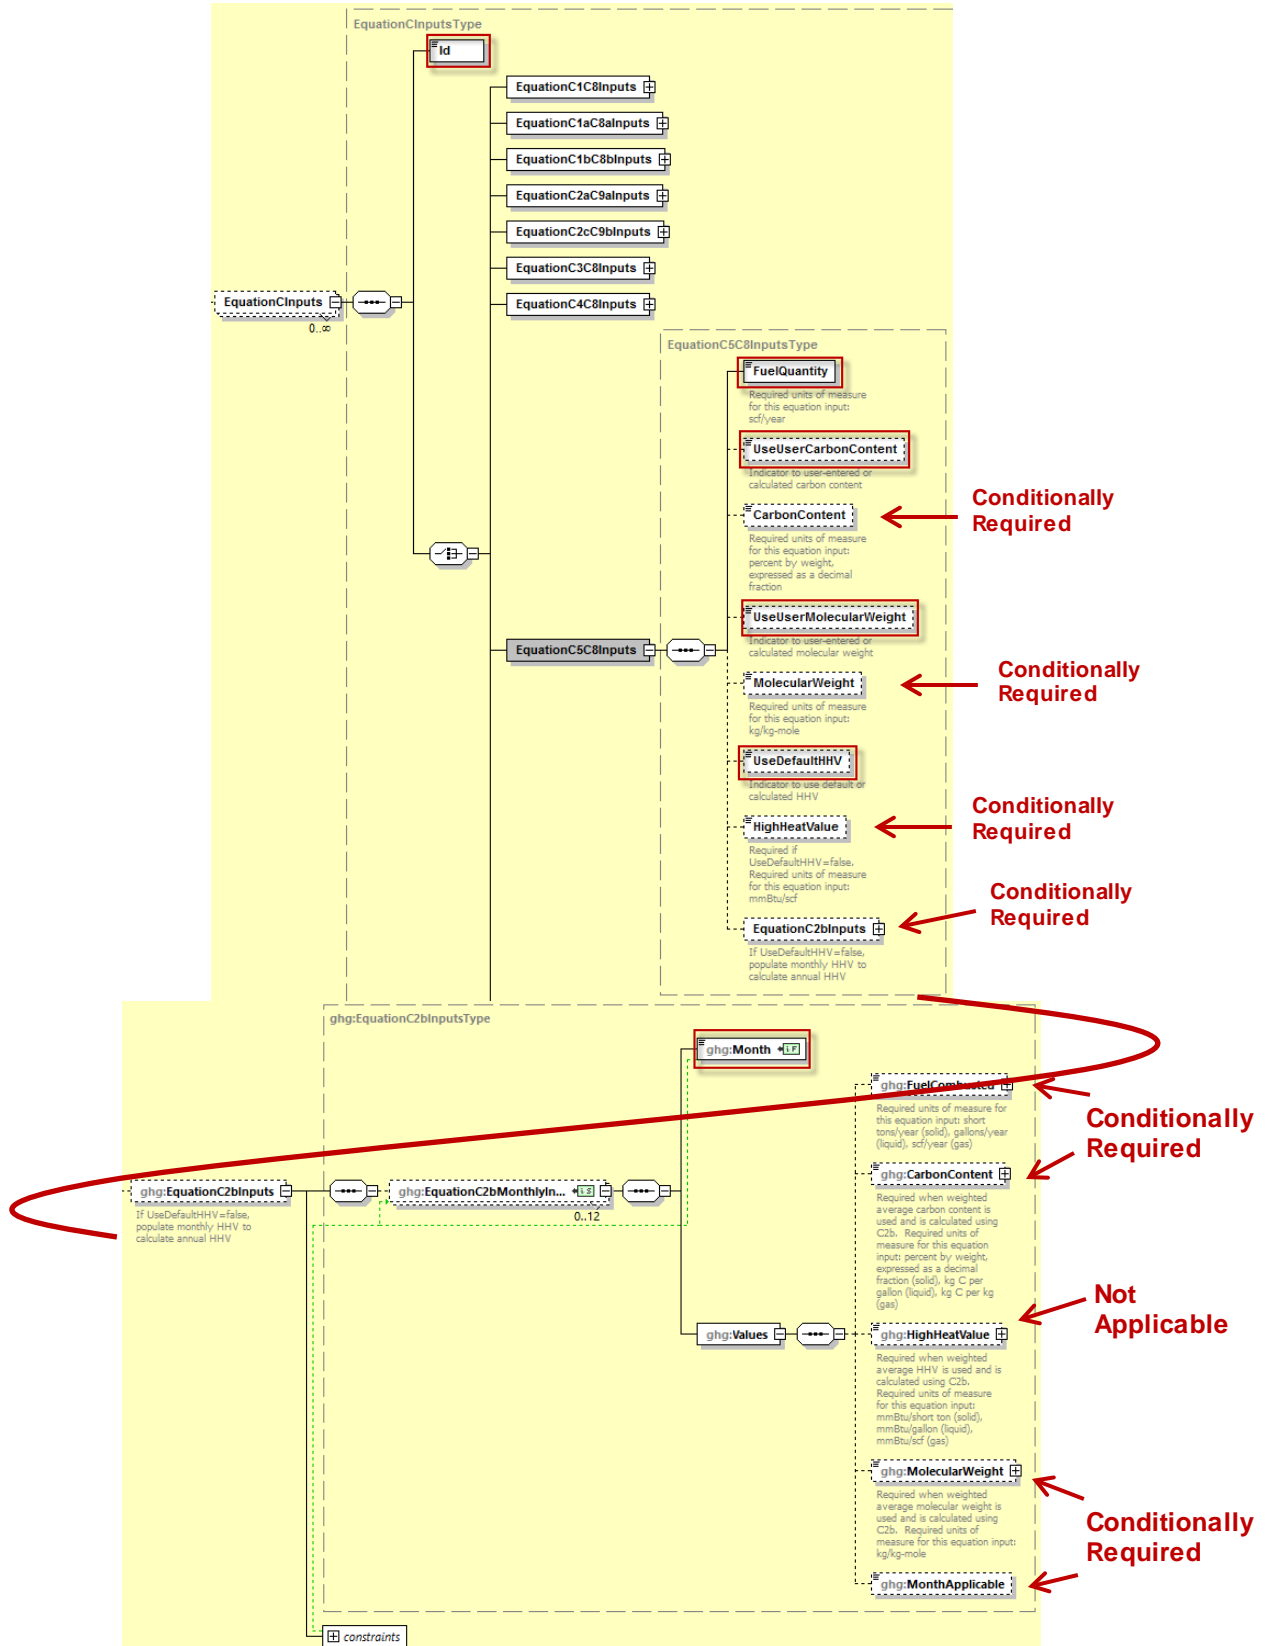 EquationCInputsType
Id
EquationC1C8Inputs
EquationC1aC8aInputs
EquationC1bC8bInputs
EquationC2aC9aInputs
EquationC2cC9bInputs
EquationC3C8Inputs
EquationCInputs
EquationC4C8Inputs
0..∞
EquationC5C8InputsType
FuelQuantity
Required units of measure
for this equation input:
scf/year
UseUserCarbonContent
Indicator to user-entered or
calculated carbon content
CarbonContent
Conditionally
Required
Required units of measure
for this equation input:
percent by weight,
expressed as a decimal
fraction
UseUserMolecularWeight
Indicator to user-entered or
calculated molecular weight
EquationC5C8Inputs
MolecularWeight
Conditionally
Required
Required units of measure
for this equation input:
kg/kg-mole
UseDefaultHHV
Indicator to use default or
calculated HHV
HighHeatValue
Conditionally
Required
Required if
UseDefaultHHV=false.
Required units of measure
for this equation input:
mmBtu/scf
EquationC2bInputs
Conditionally
Required
If UseDefaultHHV=false,
populate monthly HHV to
calculate annual HHV
ghg:EquationC2bInputsType
ghg:Month
ghg:FuelCombusted
Required units of measure for
this equation input: short
tons/year (solid), gallons/year
(liquid), scf/year (gas)
Conditionally
Required
ghg:CarbonContent
Required when weighted
average carbon content is
used and is calculated using
C2b. Required units of
measure for this equation
input: percent by weight,
expressed as a decimal
fraction (solid), kg C per
gallon (liquid), kg C per kg
(gas)
ghg:EquationC2bInputs
If UseDefaultHHV=false,
populate monthly HHV to
calculate annual HHV
ghg:EquationC2bMonthlyIn...
0..12
Not
Applicable
ghg:Values
ghg:HighHeatValue
Required when weighted
average HHV is used and is
calculated using C2b.
Required units of measure
for this equation input:
mmBtu/short ton (solid),
mmBtu/gallon (liquid),
mmBtu/scf (gas)
ghg:MolecularWeight
Required when weighted
average molecular weight is
used and is calculated using
C2b. Required units of
measure for this equation input:
kg/kg-mole
Conditionally
Required
ghg:MonthApplicable
constraints